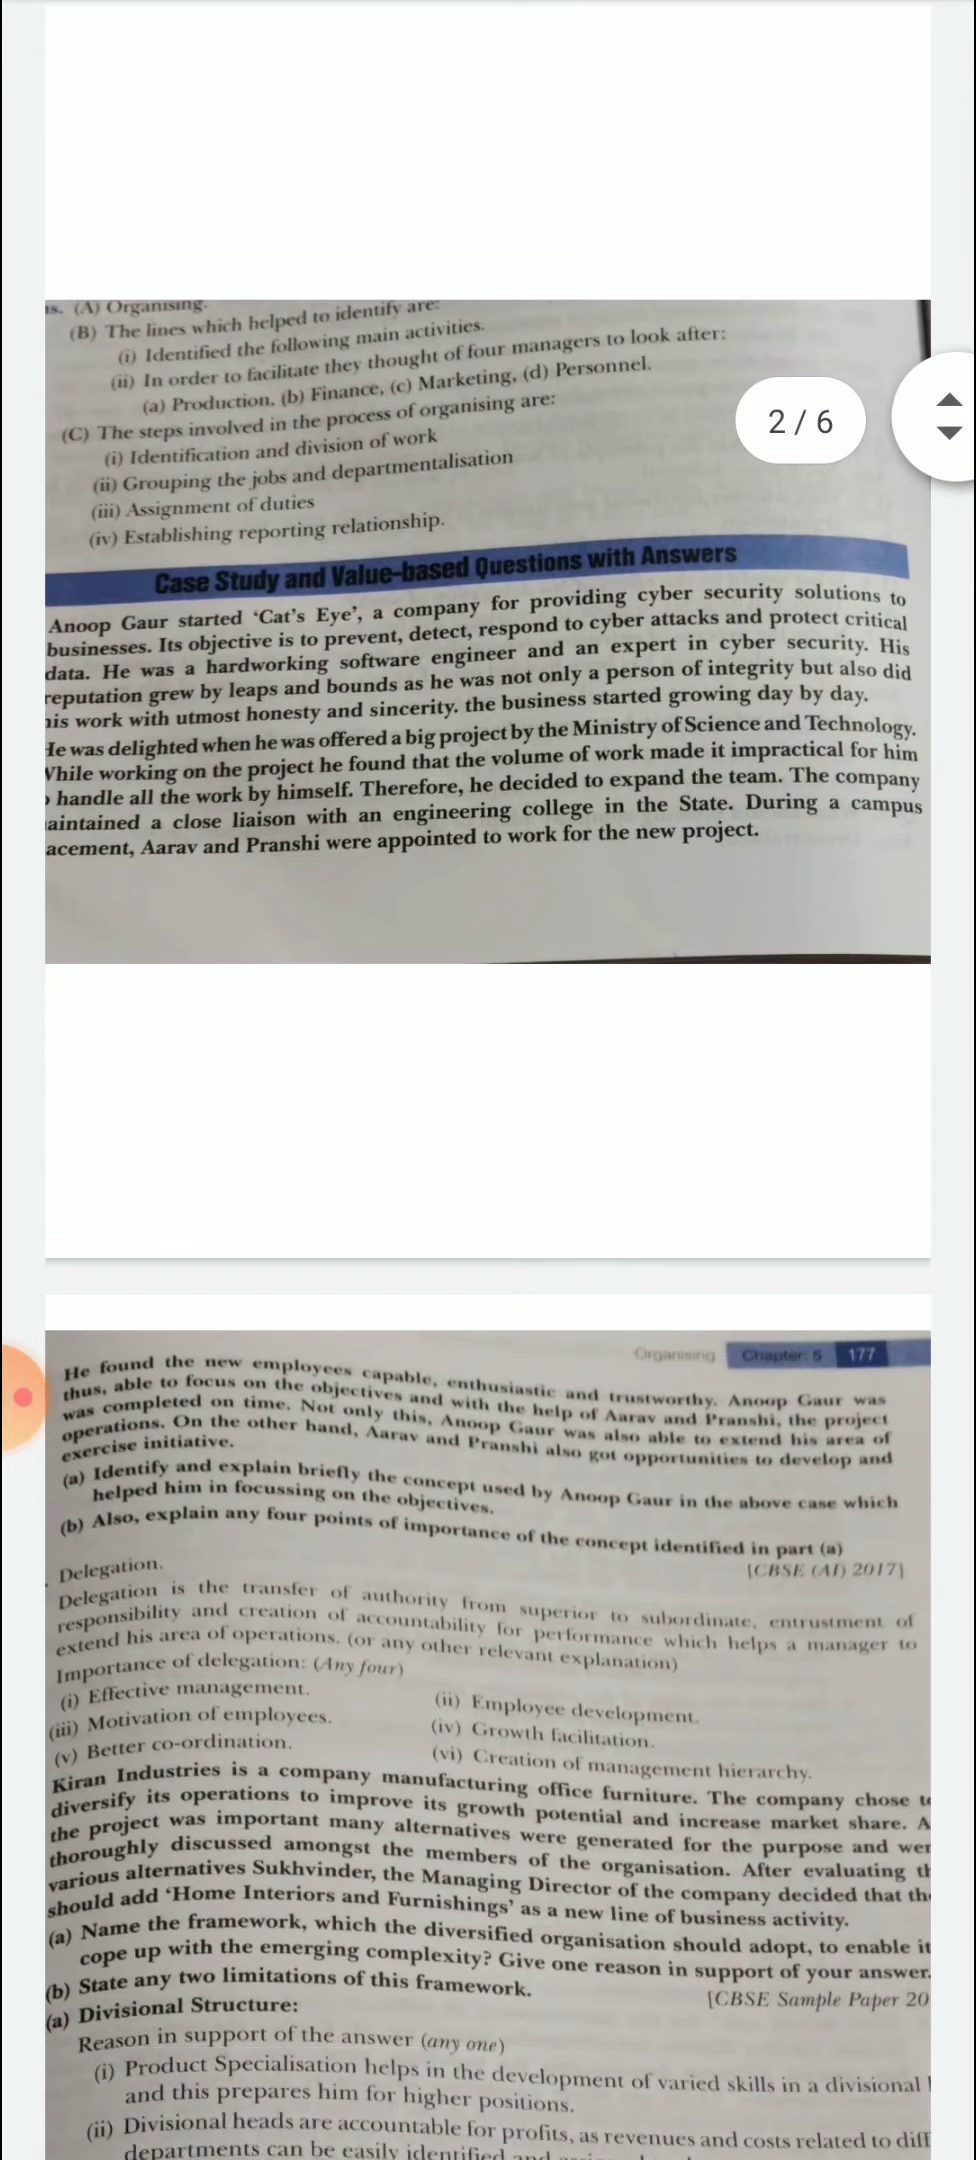 ns. (A) Organising.
(B) The lines which helped to identify are:
(i) Identified the following main activities.
(ii) In order to facilitate they thought of four managers to look after:
(a) Production, (b) Finance, (c) Marketing, (d) Personnel.
2 / 6
(C) The steps involved in the process of organising are:
(i) Identification and division of work
(ii) Grouping the jobs and departmentalisation
(iii) Assignment of duties
(iv) Establishing reporting relationship.
Case Study and Value-based Questions with Answers
Anoop Gaur started ‘Cat’s Eye’, a company for providing cyber security solutions to
businesses. Its objective is to prevent, detect, respond to cyber attacks and protect critical
data. He was a hardworking software engineer and an expert in cyber security. His
reputation grew by leaps and bounds as he was not only a person of integrity but also did
his work with utmost honesty and sincerity. the business started growing day by day.
He was delighted when he was offered a big project by the Ministry of Science and Technology.
While working on the project he found that the volume of work made it impractical for him
o handle all the work by himself. Therefore, he decided to expand the team. The company
aintained a close liaison with an engineering college in the State. During a campus
acement, Aarav and Pranshi were appointed to work for the new project.
Organising Chapter: 5 177
He found the new employees capable, enthusiastic and trustworthy. Anoop Gaur was
thus, able to focus on the objectives and with the help of Aarav and Pranshi, the project
was completed on time. Not only this, Anoop Gaur was also able to extend his area of
operations. On the other hand, Aarav and Pranshi also got opportunities to develop and
exercise initiative.
(a) Identify and explain briefly the concept used by Anoop Gaur in the above case which
helped him in focussing on the objectives.
(b) Also, explain any four points of importance of the concept identified in part (a)
[CBSE (AI) 2017]
Delegation.
Delegation is the transfer of authority from superior to subordinate, entrustment of
responsibility and creation of accountability for performance which helps a manager to
extend his area of operations. (or any other relevant explanation)
Importance of delegation: (Any four)
(i) Effective management.
(ii) Employee development.
(iii) Motivation of employees.
(iv) Growth facilitation.
(v) Better co-ordination.
(vi) Creation of management hierarchy.
Kiran Industries is a company manufacturing office furniture. The company chose to
diversify its operations to improve its growth potential and increase market share. A
the project was important many alternatives were generated for the purpose and wer
thoroughly discussed amongst the members of the organisation. After evaluating th
various alternatives Sukhvinder, the Managing Director of the company decided that the
should add ‘Home Interiors and Furnishings’ as a new line of business activity.
(a) Name the framework, which the diversified organisation should adopt, to enable it
cope up with the emerging complexity? Give one reason in support of your answer.
(b) State any two limitations of this framework.
[CBSE Sample Paper 20
(a) Divisional Structure:
Reason in support of the answer (any one)
(i) Product Specialisation helps in the development of varied skills in a divisional
and this prepares him for higher positions.
(ii) Divisional heads are accountable for profits, as revenues and costs related to diff
departments can be easily identified and